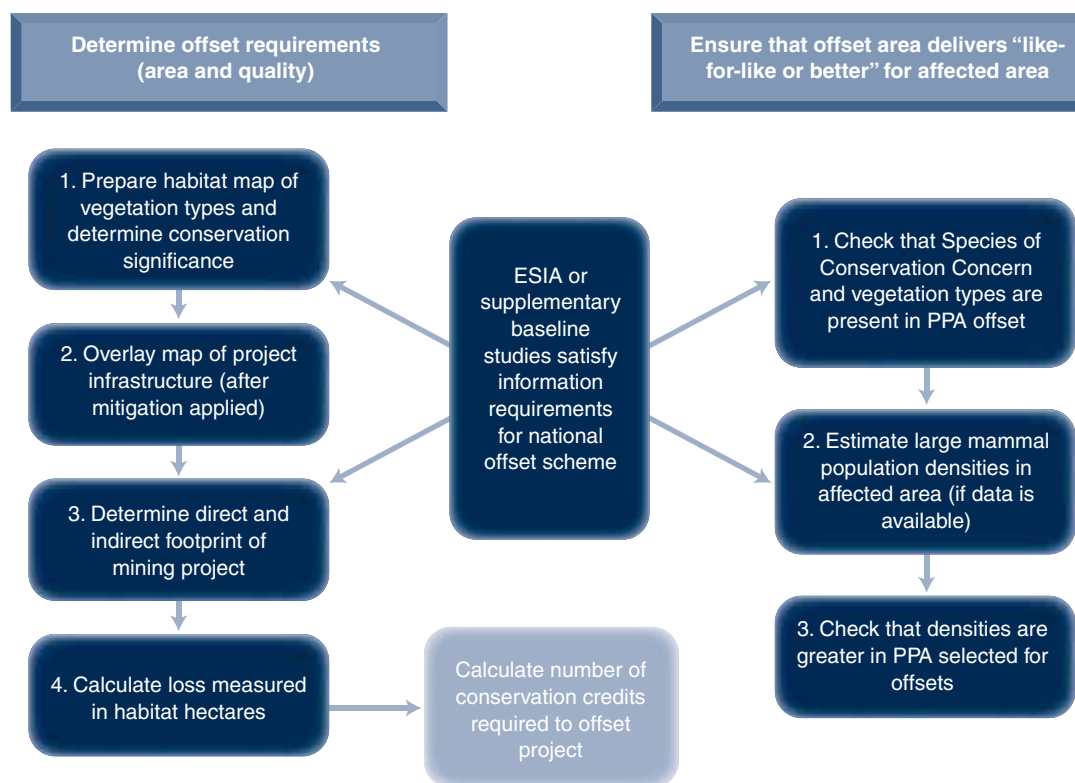 Determine offset requirements
(area and quality)
Ensure that offset area delivers “like-
for-like or better” for affected area
1. Prepare habitat map of
vegetation types and
determine conservation
significance
2. Overlay map of project
infrastructure (after
mitigation applied)
3. Determine direct and
indirect footprint of
mining project
4. Calculate loss measured
in habitat hectares
Calculate number of
conservation credits
required to offset
project
ESIA or
supplementary
baseline
studies satisfy
information
requirements
for national
offset scheme
1. Check that Species of
Conservation Concern
and vegetation types are
present in PPA offset
2. Estimate large mammal
population densities in
affected area (if data is
available)
3. Check that densities are
greater in PPA selected for
offsets